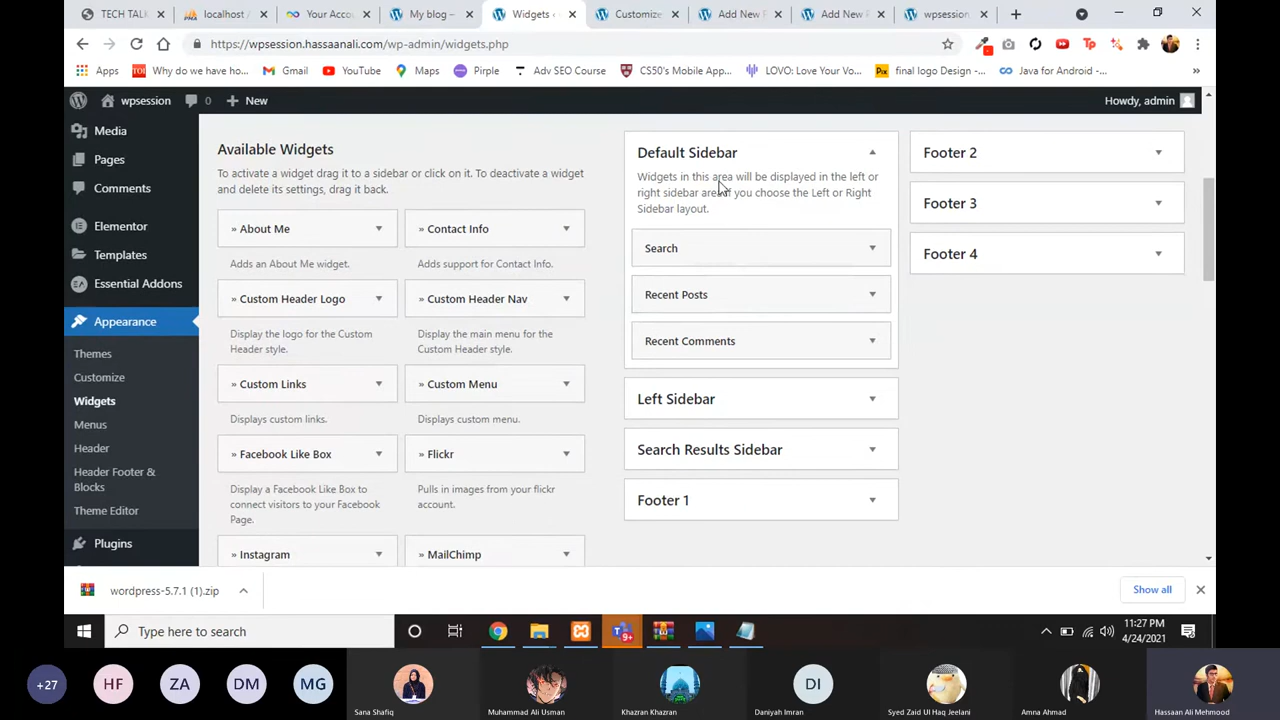 TECH TALK
localhost /
Your Acco
My blog –
Widgets ‹
Customize
Add New P
Add New P
wpsession
https://wpsession.hassaanali.com/wp-admin/widgets.php
Apps
Why do we have ho...
Gmail
YouTube
Maps
Pirple
Adv SEO Course
CS50's Mobile App...
LOVO: Love Your Vo...
final logo Design -...
Java for Android -...
»
wpsession
0
New
Howdy, admin
Media
Pages
Comments
Elementor
Templates
Essential Addons
Appearance
Themes
Customize
Widgets
Menus
Header
Header Footer &
Blocks
Theme Editor
Plugins
Available Widgets
To activate a widget drag it to a sidebar or click on it. To deactivate a widget
and delete its settings, drag it back.
» About Me
» Contact Info
Adds an About Me widget.
Adds support for Contact Info.
» Custom Header Logo
» Custom Header Nav
Display the logo for the Custom
Header style.
Display the main menu for the
Custom Header style.
» Custom Links
» Custom Menu
Displays custom links.
Displays custom menu.
» Facebook Like Box
» Flickr
Display a Facebook Like Box to
connect visitors to your Facebook
Page.
Pulls in images from your flickr
account.
» Instagram
» MailChimp
Default Sidebar
Widgets in this area will be displayed in the left or
right sidebar area if you choose the Left or Right
Sidebar layout.
Search
Recent Posts
Recent Comments
Left Sidebar
Search Results Sidebar
Footer 1
Footer 2
Footer 3
Footer 4
wordpress-5.7.1 (1).zip
Show all
Type here to search
9+
11:27 PM
4/24/2021
+27
HF
ZA
DM
MG
DI
Sana Shafiq
Muhammad Ali Usman
Khazran Khazran
Daniyah Imran
Syed Zaid Ul Haq Jeelani
Amna Ahmad
Hassaan Ali Mehmood